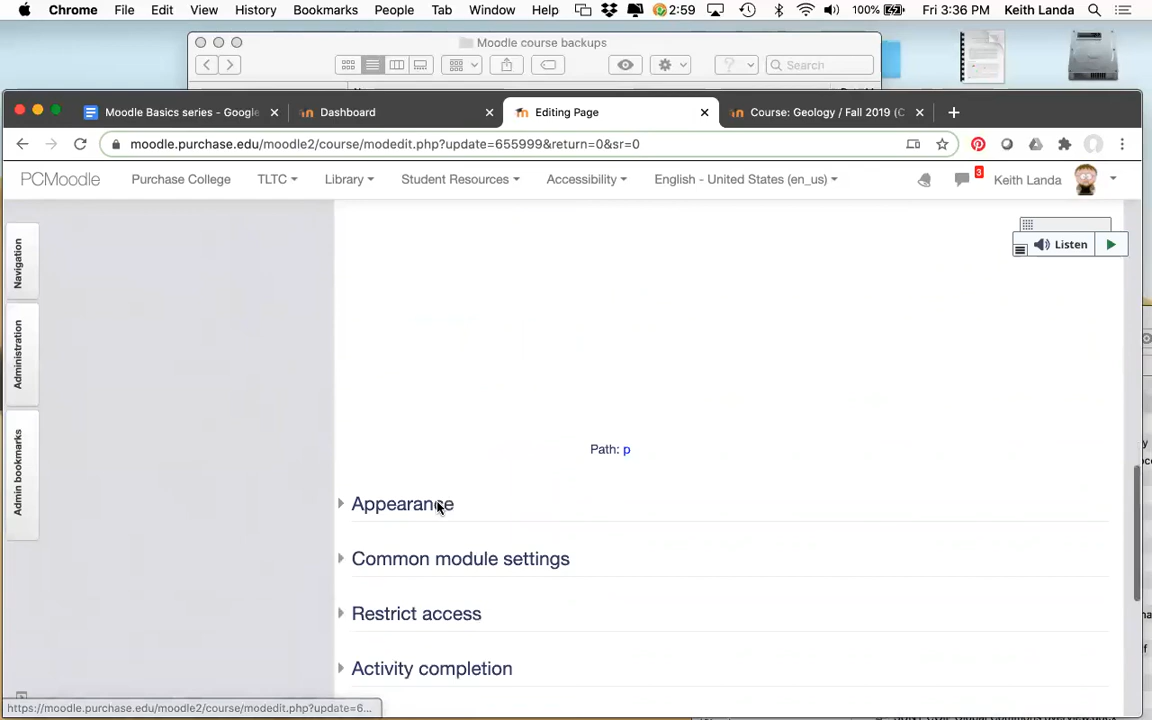 Chrome File Edit View History Bookmarks People Tab Window Help 2:59 100% Fri 3:36 PM Keith Landa
Moodle course backups
Search
Moodle Basics series - Google Dashboard Editing Page Course: Geology / Fall 2019 (C
moodle.purchase.edu/moodle2/course/modedit.php?update=655999&return=0&sr=0
PCMoodle Purchase College TLTC Library Student Resources Accessibility English - United States (en_us) 3 Keith Landa
Listen
Navigation
Administration
Admin bookmarks
Path: p
Appearance
Common module settings
Restrict access
Activity completion
https://moodle.purchase.edu/moodle2/course/modedit.php?update=6...